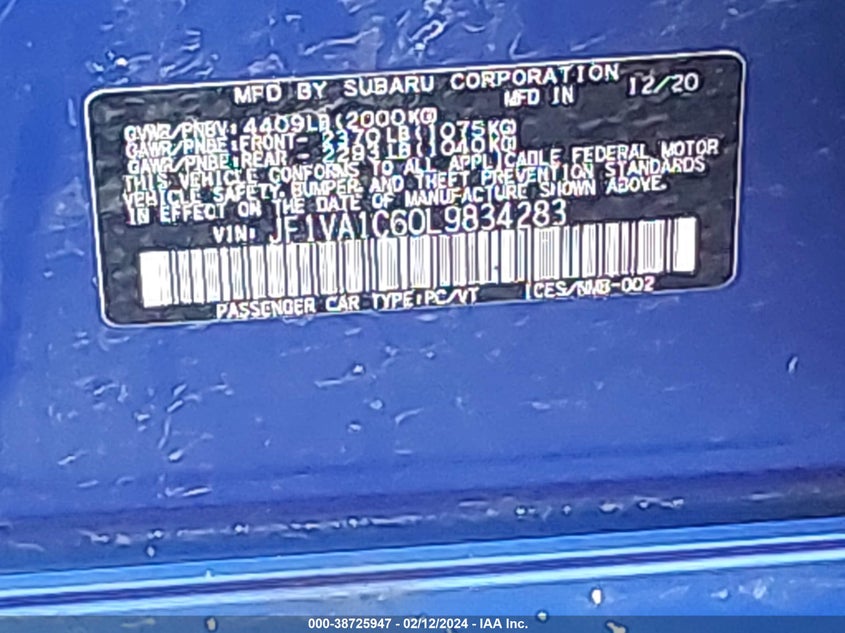 MFD BY SUBARU CORPORATION
MFD IN 12/20
GVWR/PNBV: 4409LB(2000KG)
GAWR/PNBE:FRONT- 2370LB(1075KG)
GAWR/PNBE:REAR - 2293LB(1040KG)
THIS VEHICLE CONFORMS TO ALL APPLICABLE FEDERAL MOTOR
VEHICLE SAFETY, BUMPER, AND THEFT PREVENTION STANDARDS
IN EFFECT ON THE DATE OF MANUFACTURE SHOWN ABOVE.
VIN: JF1VA1C60L9834283
PASSENGER CAR TYPE:PC/VT ICES/NMB-002
000-38725947 - 02/12/2024 - IAA Inc.